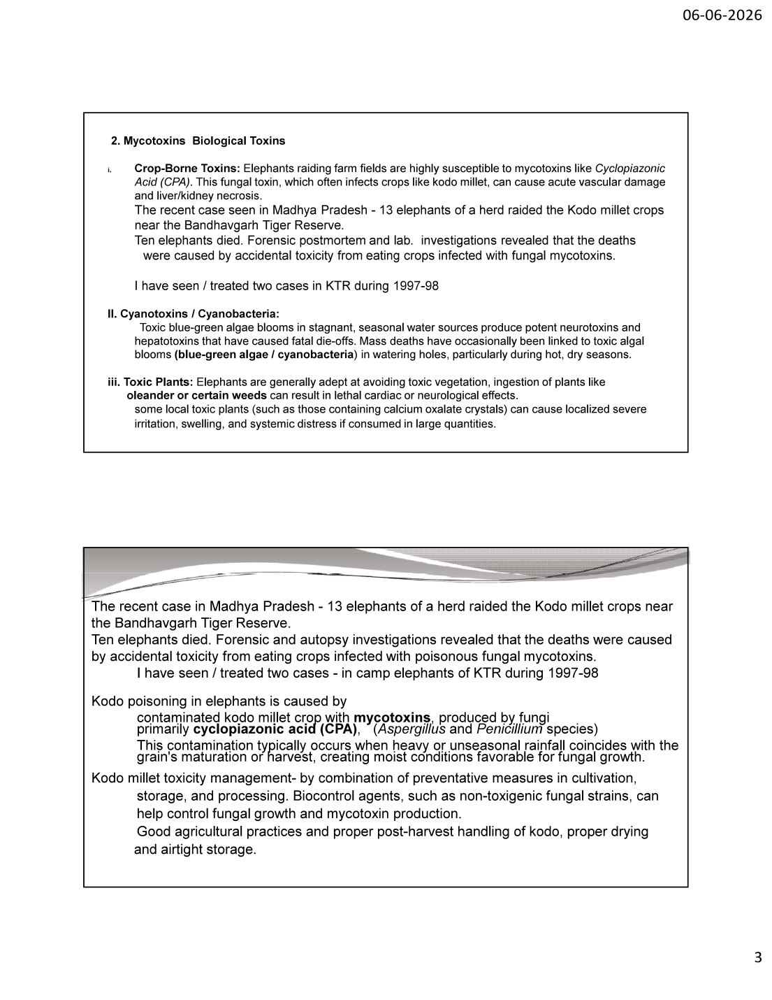 06-06-2026
2. Mycotoxins  Biological Toxins
i. Crop-Borne Toxins: Elephants raiding farm fields are highly susceptible to mycotoxins like Cyclopiazonic
Acid (CPA). This fungal toxin, which often infects crops like kodo millet, can cause acute vascular damage
and liver/kidney necrosis.
The recent case seen in Madhya Pradesh - 13 elephants of a herd raided the Kodo millet crops
near the Bandhavgarh Tiger Reserve.
Ten elephants died. Forensic postmortem and lab.  investigations revealed that the deaths
were caused by accidental toxicity from eating crops infected with fungal mycotoxins.
I have seen / treated two cases in KTR during 1997-98
II. Cyanotoxins / Cyanobacteria:
Toxic blue-green algae blooms in stagnant, seasonal water sources produce potent neurotoxins and
hepatotoxins that have caused fatal die-offs. Mass deaths have occasionally been linked to toxic algal
blooms (blue-green algae / cyanobacteria) in watering holes, particularly during hot, dry seasons.
iii. Toxic Plants: Elephants are generally adept at avoiding toxic vegetation, ingestion of plants like
oleander or certain weeds can result in lethal cardiac or neurological effects.
some local toxic plants (such as those containing calcium oxalate crystals) can cause localized severe
irritation, swelling, and systemic distress if consumed in large quantities.
The recent case in Madhya Pradesh - 13 elephants of a herd raided the Kodo millet crops near
the Bandhavgarh Tiger Reserve.
Ten elephants died. Forensic and autopsy investigations revealed that the deaths were caused
by accidental toxicity from eating crops infected with poisonous fungal mycotoxins.
I have seen / treated two cases - in camp elephants of KTR during 1997-98
Kodo poisoning in elephants is caused by
contaminated kodo millet crop with mycotoxins, produced by fungi
primarily cyclopiazonic acid (CPA),   (Aspergillus and Penicillium species)
This contamination typically occurs when heavy or unseasonal rainfall coincides with the
grain's maturation or harvest, creating moist conditions favorable for fungal growth.
Kodo millet toxicity management- by combination of preventative measures in cultivation,
storage, and processing. Biocontrol agents, such as non-toxigenic fungal strains, can
help control fungal growth and mycotoxin production.
Good agricultural practices and proper post-harvest handling of kodo, proper drying
and airtight storage.
3